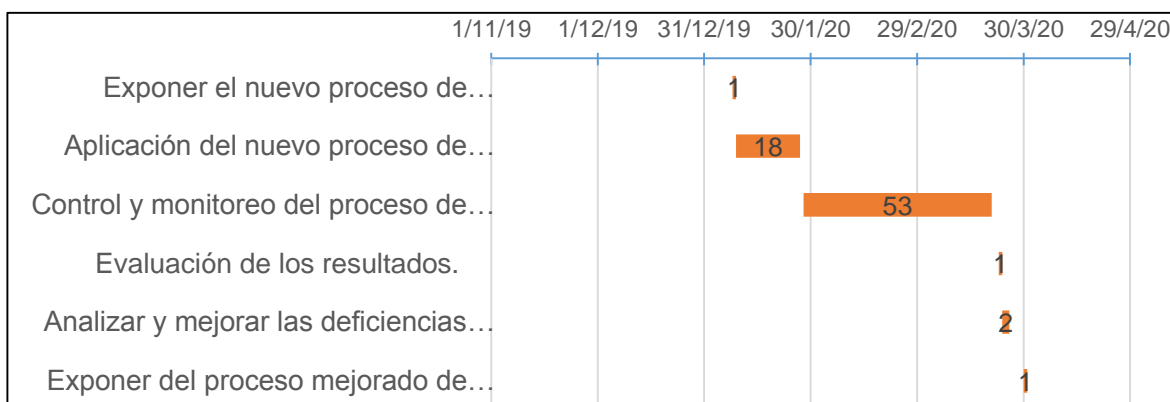 1/11/19 1/12/19 31/12/19 30/1/20 29/2/20 30/3/20 29/4/20
Exponer el nuevo proceso de… 1
Aplicación del nuevo proceso de… 18
Control y monitoreo del proceso de… 53
Evaluación de los resultados. 1
Analizar y mejorar las deficiencias… 2
Exponer del proceso mejorado de… 1